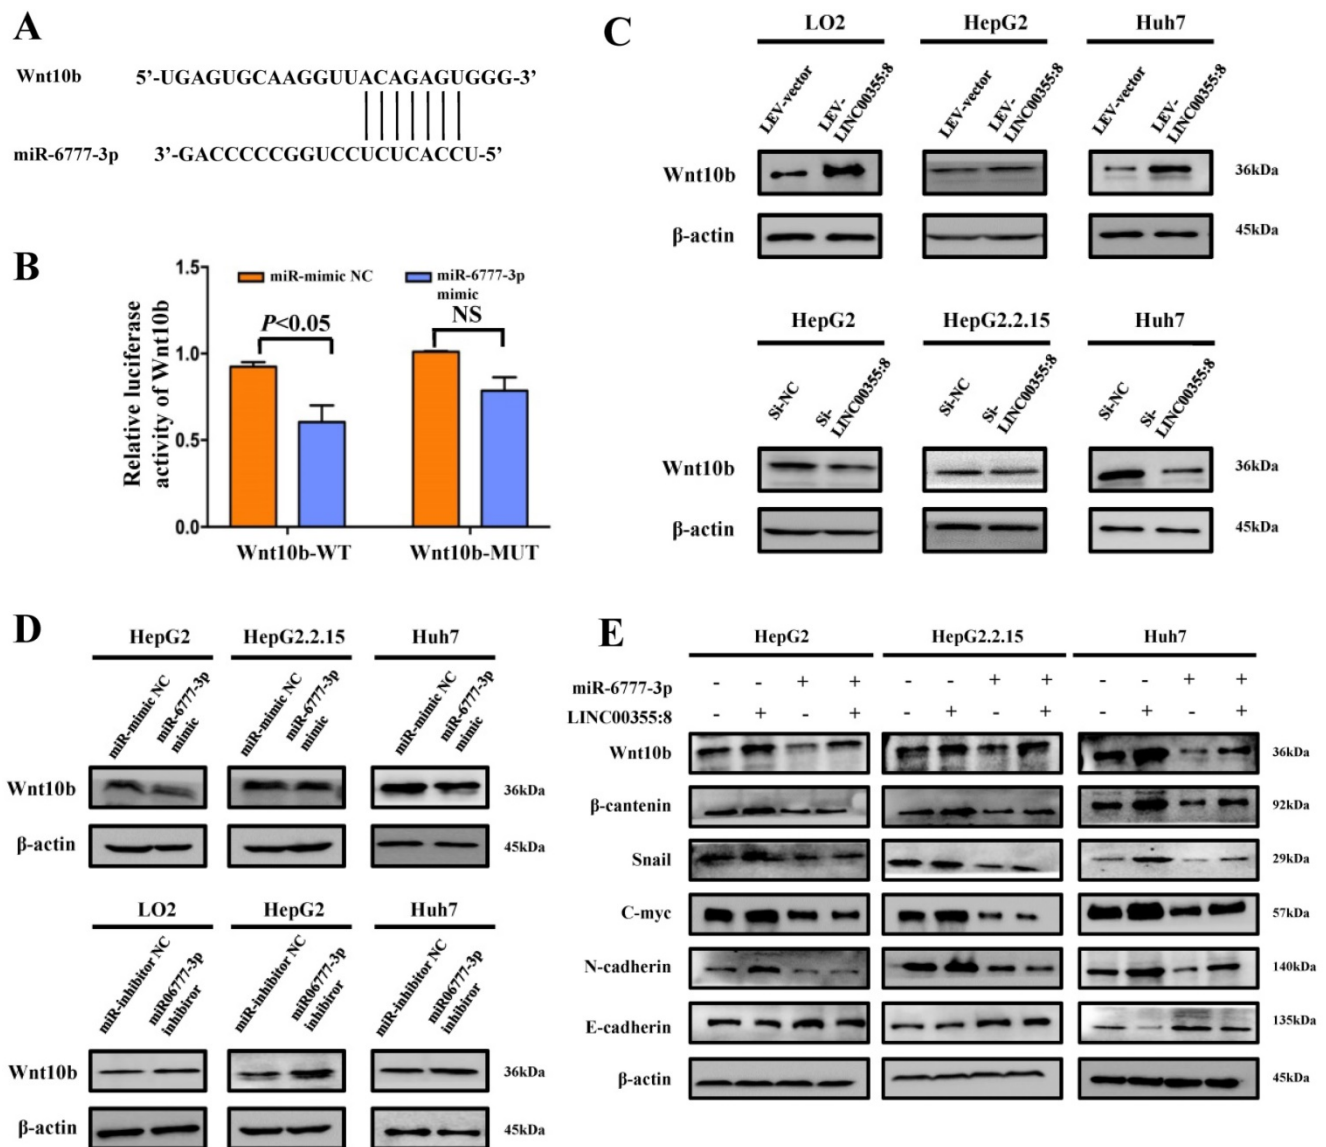 A
Wnt10b 5’-UGAGUGCAAGGUUACAGAGUGGG-3’
miR-6777-3p 3’-GACCCCCGGUCCUCUCACCU-5’
B
Relative luciferase
activity of Wnt10b
1.5
1.0
0.5
0.0
miR-mimic NC
miR-6777-3p
mimic
P<0.05
NS
Wnt10b-WT
Wnt10b-MUT
C
LO2 HepG2 Huh7
LEV-vector
LEV-
LINC00355:8
LEV-vector
LEV-
LINC00355:8
LEV-vector
LEV-
LINC00355:8
Wnt10b 36kDa
β-actin 45kDa
HepG2 HepG2.2.15 Huh7
Si-NC
Si-
LINC00355:8
Si-NC
Si-
LINC00355:8
Si-NC
Si-
LINC00355:8
Wnt10b 36kDa
β-actin 45kDa
D
HepG2 HepG2.2.15 Huh7
miR-mimic NC
miR-6777-3p
mimic
miR-mimic NC
miR-6777-3p
mimic
miR-mimic NC
miR-6777-3p
mimic
Wnt10b 36kDa
β-actin 45kDa
LO2 HepG2 Huh7
miR-inhibitor NC
miR06777-3p
inhibiror
miR-inhibitor NC
miR06777-3p
inhibiror
miR-inhibitor NC
miR06777-3p
inhibiror
Wnt10b 36kDa
β-actin 45kDa
E
HepG2 HepG2.2.15 Huh7
miR-6777-3p - - + + - - + + - - + +
LINC00355:8 - + - + - + - + - + - +
Wnt10b 36kDa
β-cantenin 92kDa
Snail 29kDa
C-myc 57kDa
N-cadherin 140kDa
E-cadherin 135kDa
β-actin 45kDa